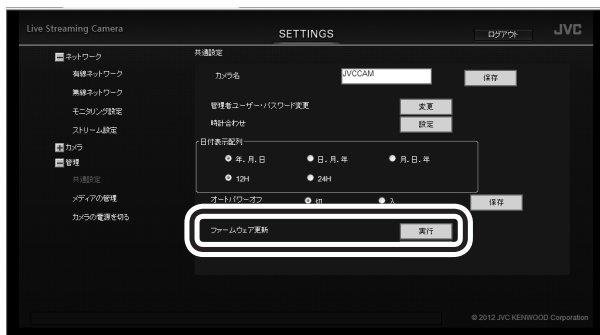 Live Streaming Camera
SETTINGS
ログアウト
JVC
ネットワーク
有線ネットワーク
無線ネットワーク
モニタリング設定
ストリーム設定
カメラ
管理
共通設定
メディアの管理
カメラの電源を切る
共通設定
カメラ名 JVCCAM 保存
管理者ユーザー・パスワード変更 変更
時計合わせ 設定
日付表示配列
年. 月. 日 日. 月. 年 月. 日. 年
12H 24H
オートパワーオフ 切 入 保存
ファームウェア更新 実行
© 2012 JVC KENWOOD Corporation